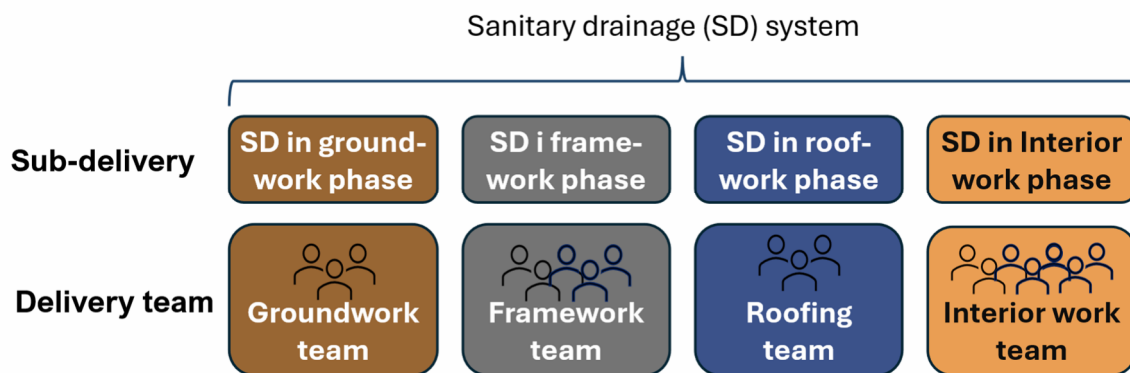 Sanitary drainage (SD) system
Sub-delivery
SD in ground-
work phase
SD i frame-
work phase
SD in roof-
work phase
SD in Interior
work phase
Delivery team
Groundwork
team
Framework
team
Roofing
team
Interior work
team